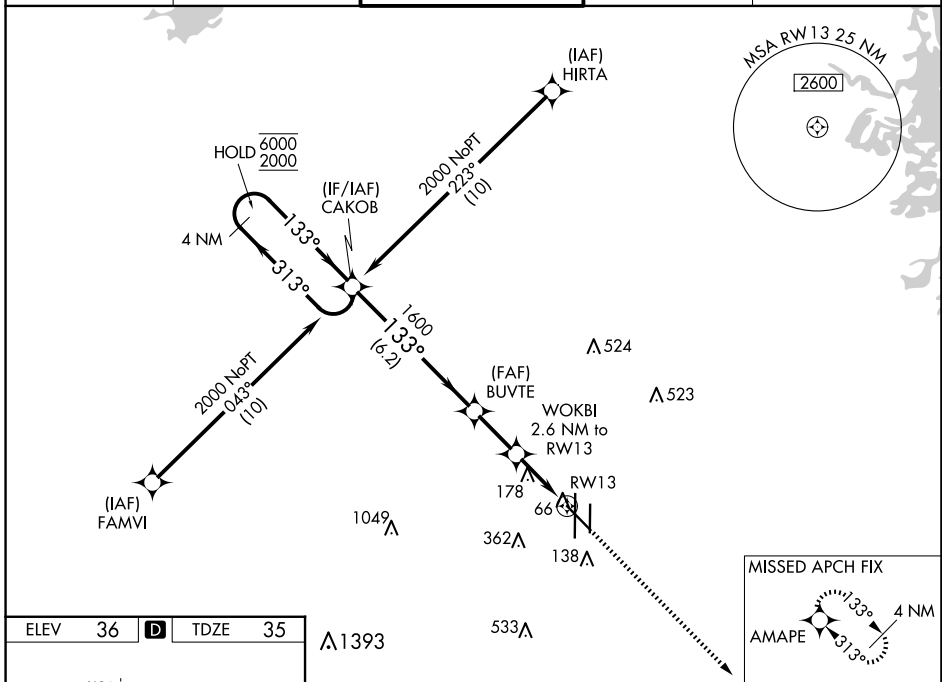 MSA RW13 25 NM
2600
(IAF)
HIRTA
2000 NoPT
223°
(10)
HOLD 6000
2000
(IF/IAF)
CAKOB
4 NM
133°
313°
1600
133°
(6.2)
524
523
(FAF)
BUVTE
WOKBI
2.6 NM to
RW13
2000 NoPT
043°
(10)
(IAF)
FAMVI
178
RW13
66
1049
362
138
533
1393
MISSED APCH FIX
133°
4 NM
AMAPE
313°
ELEV 36 D TDZE 35